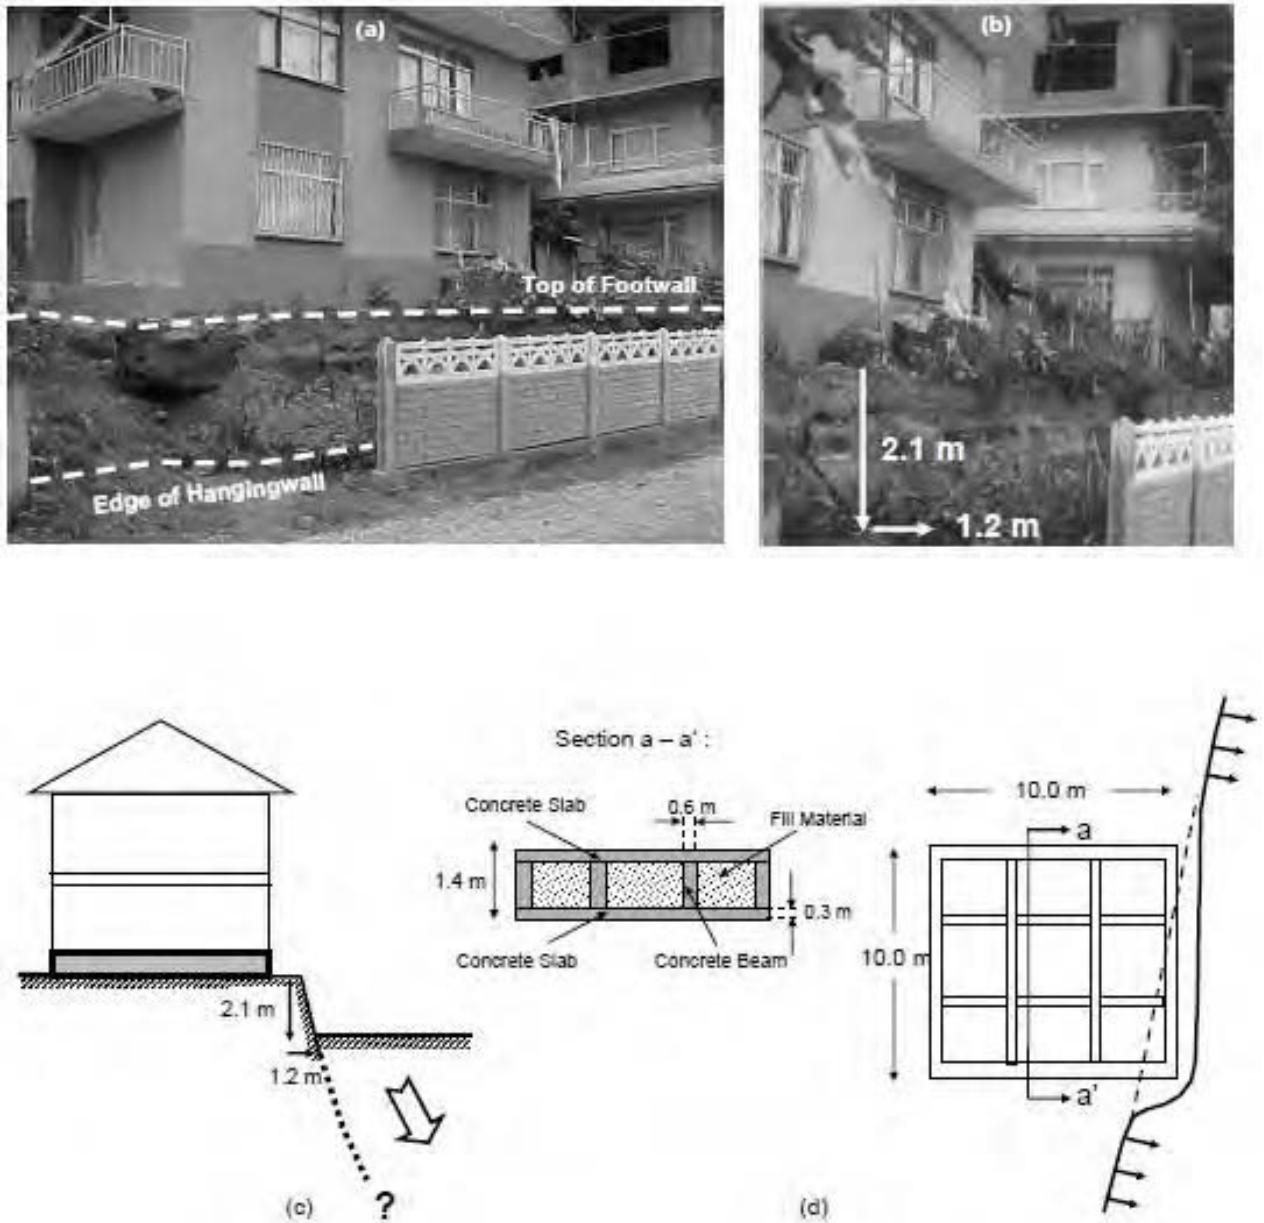 (a)
Top of Footwall
Edge of Hangingwall
(b)
2.1 m
1.2 m
2.1 m
1.2 m
?
(c)
Section a – a' :
Concrete Slab
0.6 m
Fill Material
1.4 m
0.3 m
Concrete Slab
Concrete Beam
10.0 m
a
10.0 m
a'
(d)